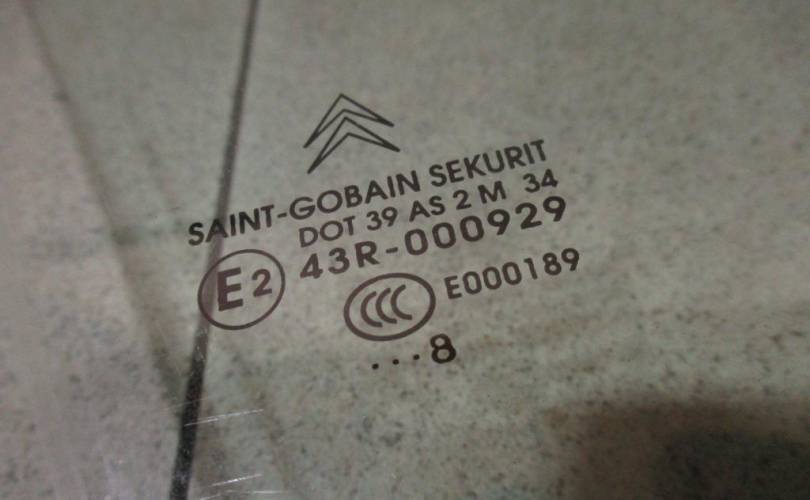 SAINT-GOBAIN SEKURIT
DOT 39 AS 2 M 34
E2 43R-000929
CCC E000189
...8